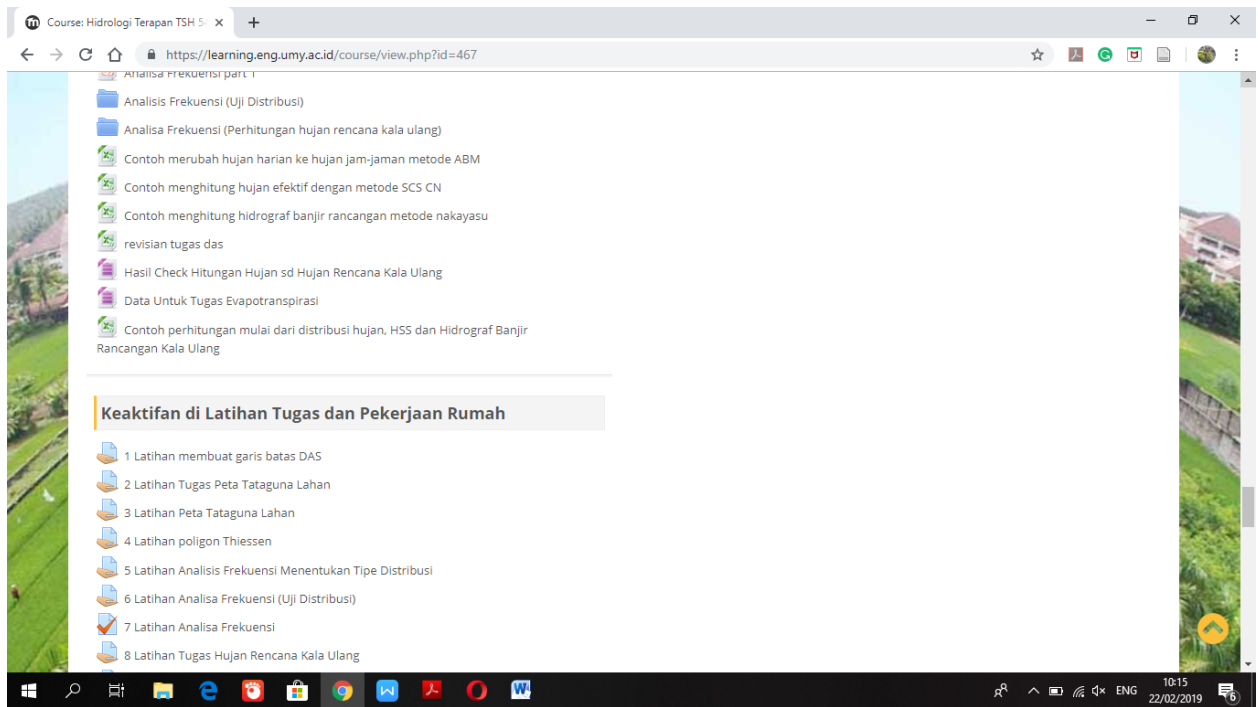 Course: Hidrologi Terapan TSH 5
https://learning.eng.umy.ac.id/course/view.php?id=467
Analisa Frekuensi part 1
Analisis Frekuensi (Uji Distribusi)
Analisa Frekuensi (Perhitungan hujan rencana kala ulang)
Contoh merubah hujan harian ke hujan jam-jaman metode ABM
Contoh menghitung hujan efektif dengan metode SCS CN
Contoh menghitung hidrograf banjir rancangan metode nakayasu
revisian tugas das
Hasil Check Hitungan Hujan sd Hujan Rencana Kala Ulang
Data Untuk Tugas Evapotranspirasi
Contoh perhitungan mulai dari distribusi hujan, HSS dan Hidrograf Banjir
Rancangan Kala Ulang
Keaktifan di Latihan Tugas dan Pekerjaan Rumah
1 Latihan membuat garis batas DAS
2 Latihan Tugas Peta Tataguna Lahan
3 Latihan Peta Tataguna Lahan
4 Latihan poligon Thiessen
5 Latihan Analisis Frekuensi Menentukan Tipe Distribusi
6 Latihan Analisa Frekuensi (Uji Distribusi)
7 Latihan Analisa Frekuensi
8 Latihan Tugas Hujan Rencana Kala Ulang
ENG
10:15
22/02/2019
6